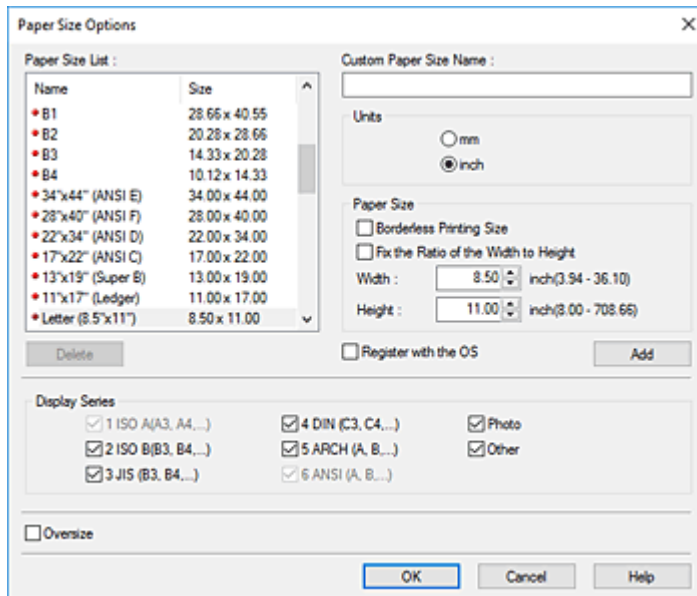 Paper Size Options
Paper Size List :
Name Size
B1 28.66 x 40.55
B2 20.28 x 28.66
B3 14.33 x 20.28
B4 10.12 x 14.33
34"x44" (ANSI E) 34.00 x 44.00
28"x40" (ANSI F) 28.00 x 40.00
22"x34" (ANSI D) 22.00 x 34.00
17"x22" (ANSI C) 17.00 x 22.00
13"x19" (Super B) 13.00 x 19.00
11"x17" (Ledger) 11.00 x 17.00
Letter (8.5"x11") 8.50 x 11.00
Delete
Custom Paper Size Name :
Units
mm
inch
Paper Size
Borderless Printing Size
Fix the Ratio of the Width to Height
Width : 8.50 inch(3.94 - 36.10)
Height : 11.00 inch(8.00 - 708.66)
Register with the OS Add
Display Series
1 ISO A(A3, A4,...) 4 DIN (C3, C4,...) Photo
2 ISO B(B3, B4,...) 5 ARCH (A, B,...) Other
3 JIS (B3, B4,...) 6 ANSI (A, B,...)
Oversize
OK Cancel Help